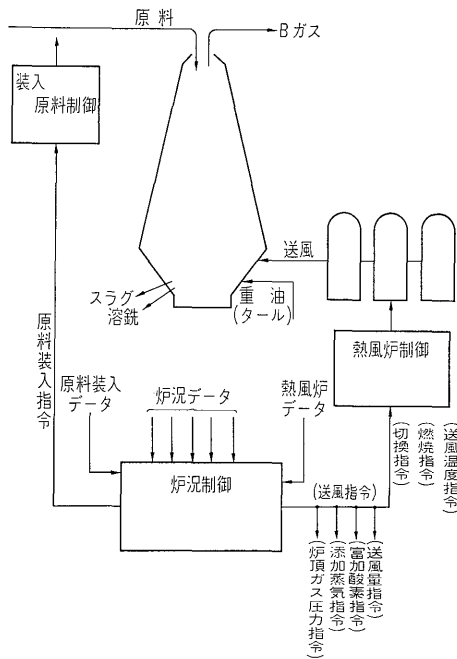 原料
Bガス
装入
原料制御
送風
スラグ
溶銑
重油
(タール)
熱風炉制御
原料装入指令
原料装入
データ
炉況データ
熱風炉
データ
炉況制御
(送風指令)
(切換指令)
(燃焼指令)
(送風温度指令)
(炉頂ガス圧力指令)
(添加蒸気指令)
(富加酸素指令)
(送風量指令)